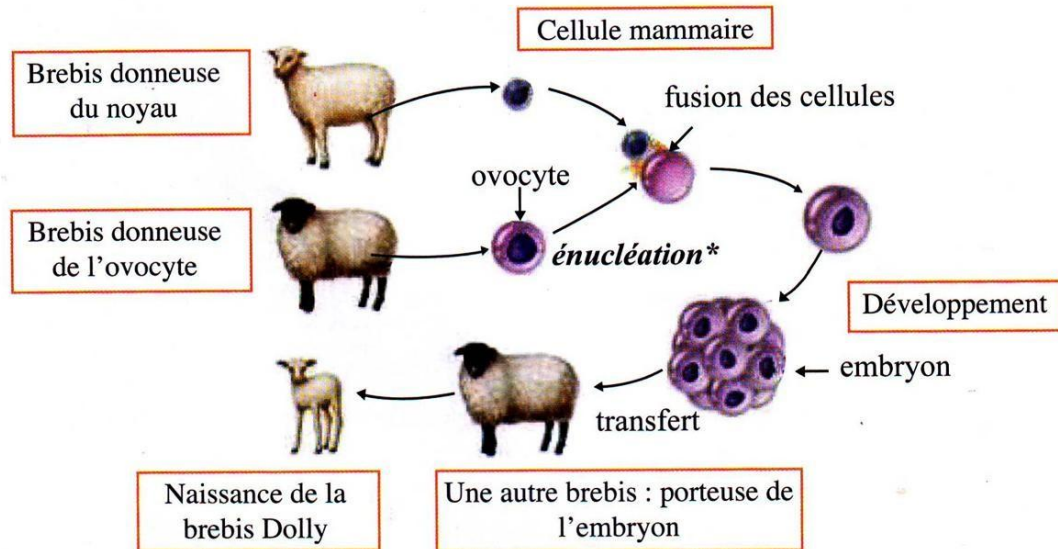 Cellule mammaire
Brebis donneuse
du noyau
fusion des cellules
ovocyte
Brebis donneuse
de l’ovocyte
énucléation*
Développement
embryon
transfert
Naissance de la
brebis Dolly
Une autre brebis : porteuse de
l’embryon